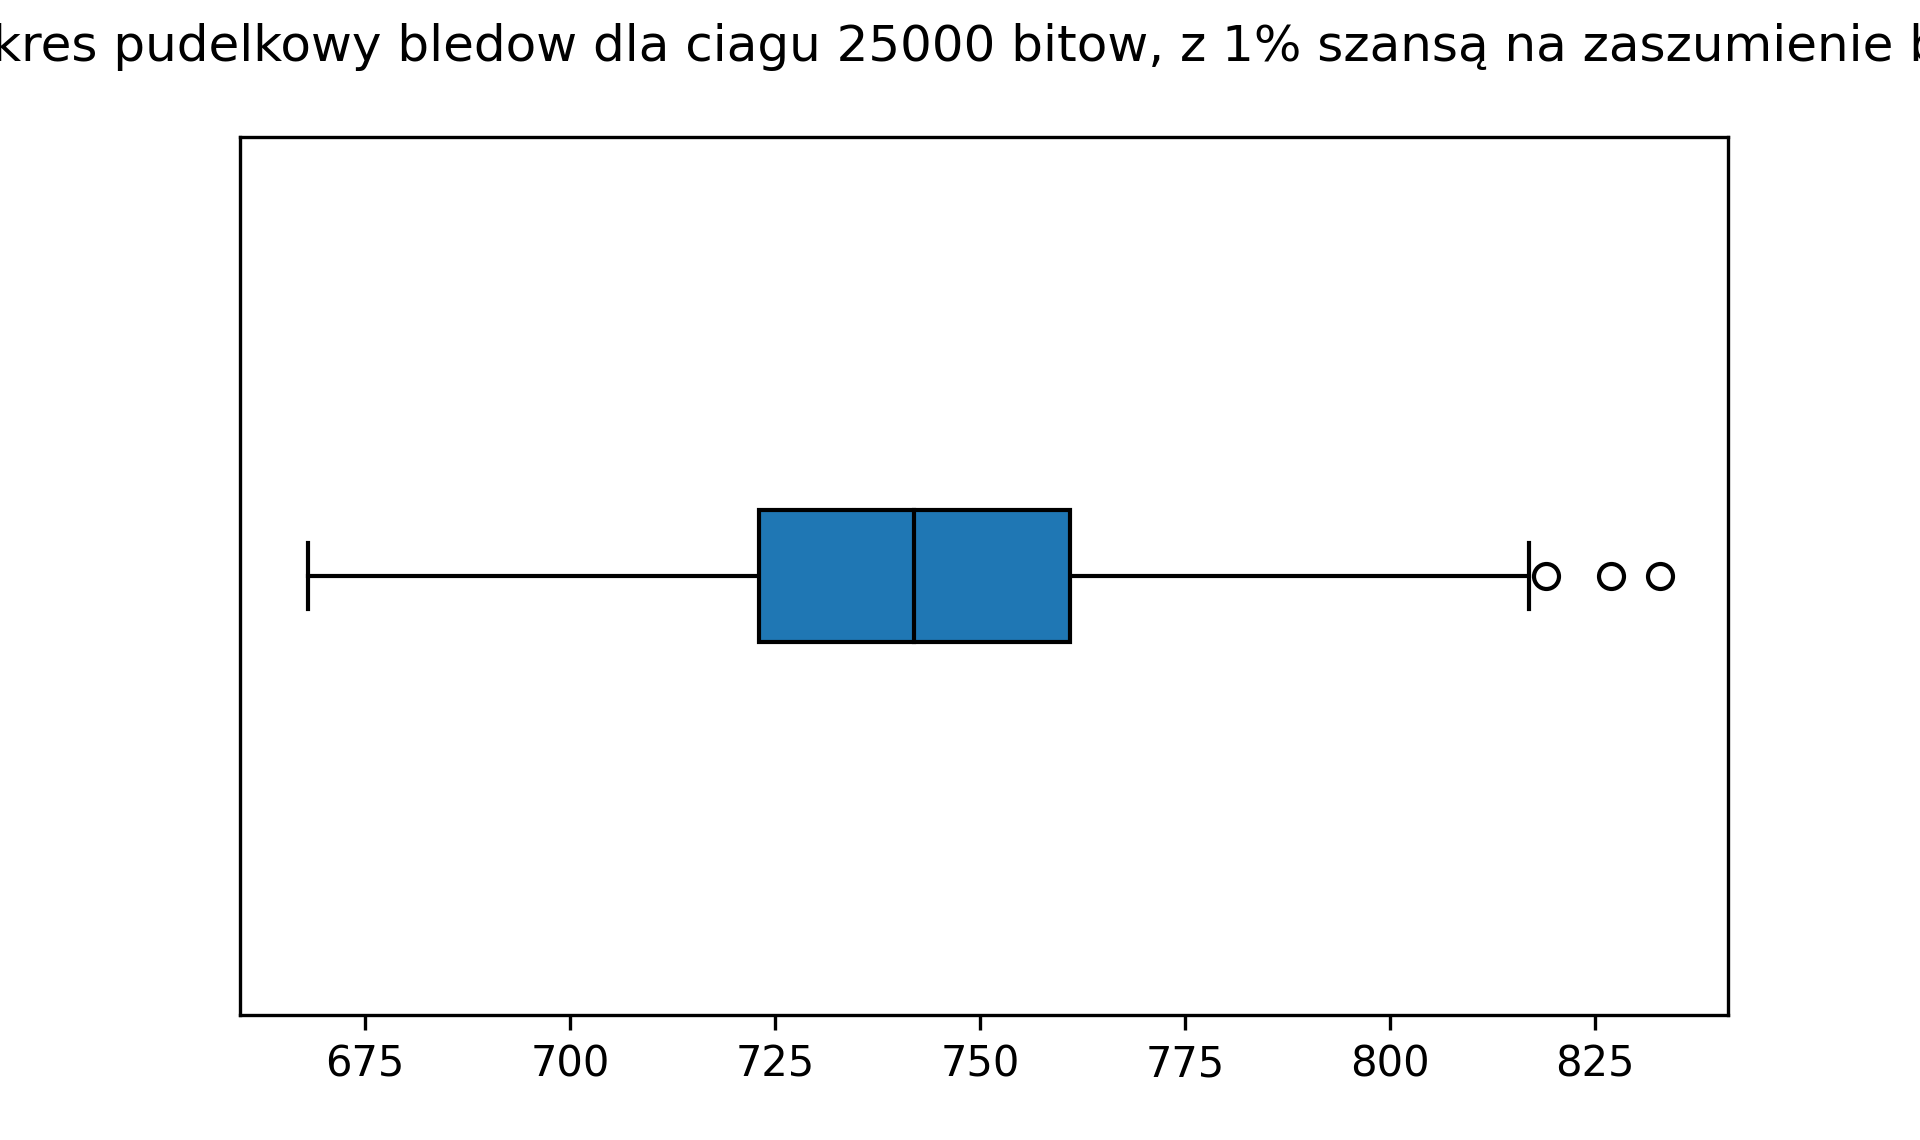 kres pudelkowy bledow dla ciagu 25000 bitow, z 1% szansą na zaszumienie b
675 700 725 750 775 800 825